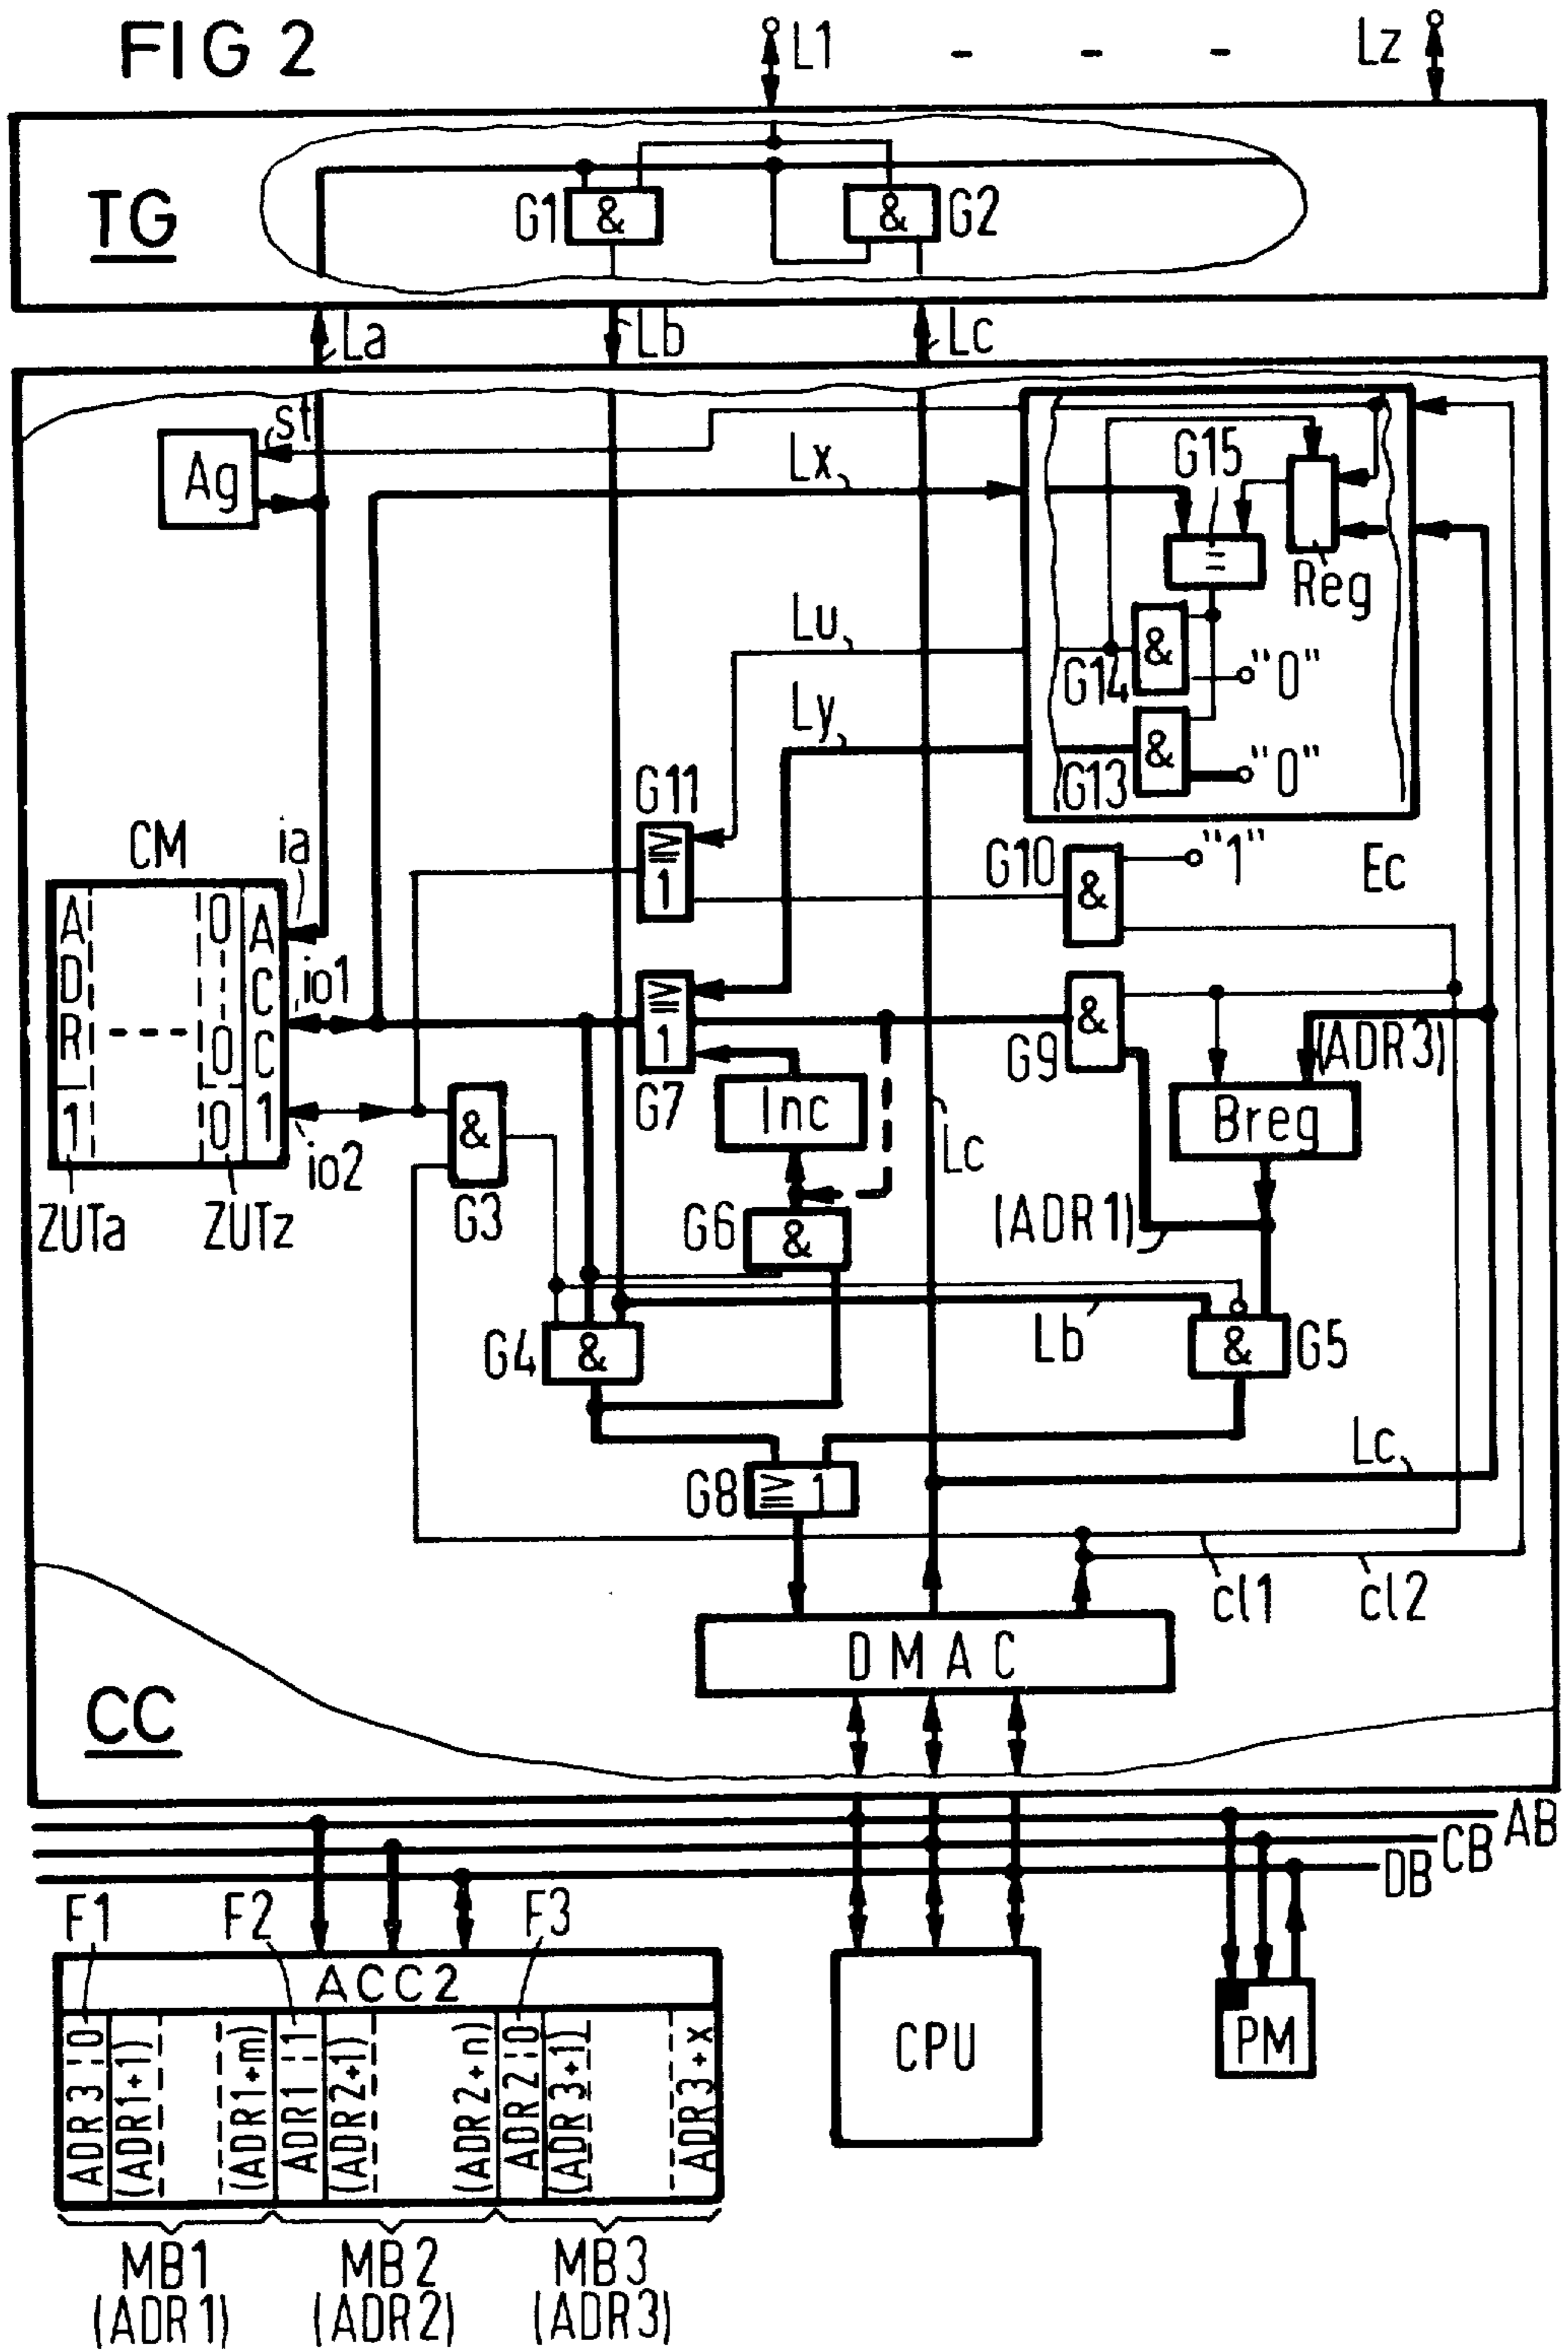 FIG 2
L1 - - - Lz
TG
G1 & & G2
La Lb Lc
st
Ag
Lx
G15
=
Reg
Lu
G14 & "0"
Ly
G13 & "0"
G11
≥ 1
G10 & "1"
Ec
CM
ia
io1
io2
ADR 1
- - -
0 - - - 0 0
ACC1
ZUTa ZUTz
G3 &
≥ 1
G7
Inc
G9 &
(ADR3)
Breg
Lc
(ADR1)
G6 &
G4 &
Lb
& G5
G8 ≥ 1
Lc
cl1 cl2
DMAC
CC
AB
CB
DB
F1 F2 F3
ACC2
ADR3 0
(ADR1+1)
(ADR1+m)
ADR1 1
(ADR2+1)
(ADR2+n)
ADR2 0
(ADR3+1)
ADR3+x
CPU
PM
MB1 MB2 MB3
(ADR1) (ADR2) (ADR3)